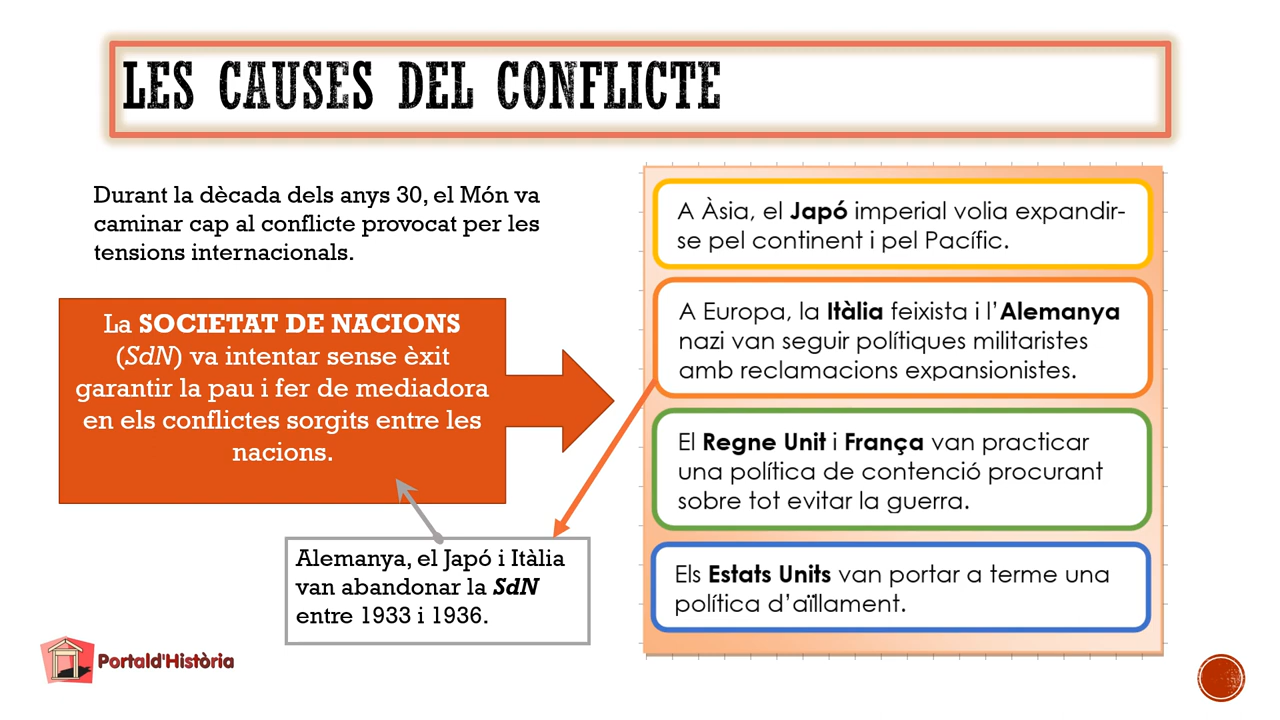 LES CAUSES DEL CONFLICTE
Durant la dècada dels anys 30, el Món va
caminar cap al conflicte provocat per les
tensions internacionals.
La SOCIETAT DE NACIONS
(SdN) va intentar sense èxit
garantir la pau i fer de mediadora
en els conflictes sorgits entre les
nacions.
Alemanya, el Japó i Itàlia
van abandonar la SdN
entre 1933 i 1936.
A Àsia, el Japó imperial volia expandir-
se pel continent i pel Pacífic.
A Europa, la Itàlia feixista i l'Alemanya
nazi van seguir polítiques militaristes
amb reclamacions expansionistes.
El Regne Unit i França van practicar
una política de contenció procurant
sobre tot evitar la guerra.
Els Estats Units van portar a terme una
política d'aïllament.
Portald'Història